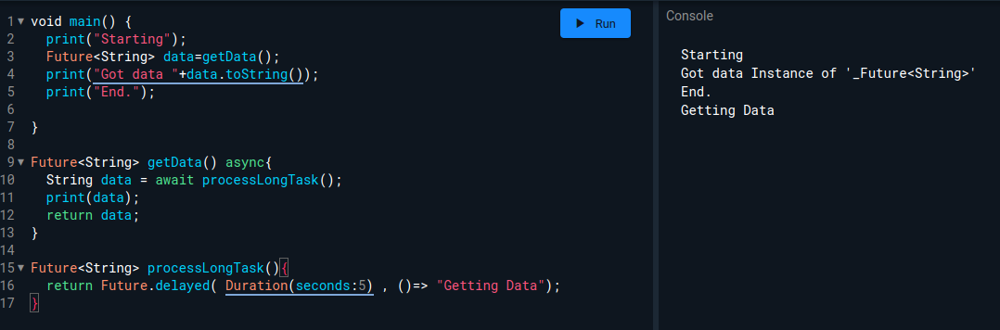 1 void main() {
Run
2 print("Starting");
3 Future<String> data=getData();
4 print("Got data "+data.toString());
5 print("End.");
6
7 }
8
9 Future<String> getData() async{
10 String data = await processLongTask();
11 print(data);
12 return data;
13 }
14
15 Future<String> processLongTask(){
16 return Future.delayed( Duration(seconds:5) , ()=> "Getting Data");
17 }
Console
Starting
Got data Instance of '_Future<String>'
End.
Getting Data